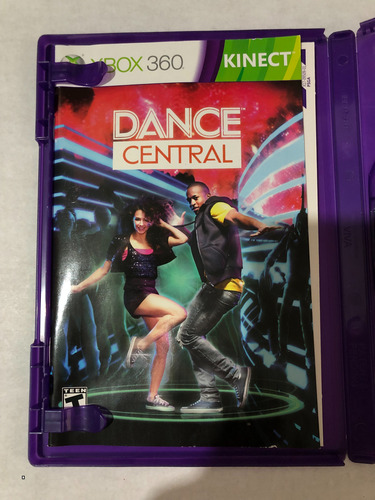 XBOX 360
KINECT
DANCE
CENTRAL
TEEN
T